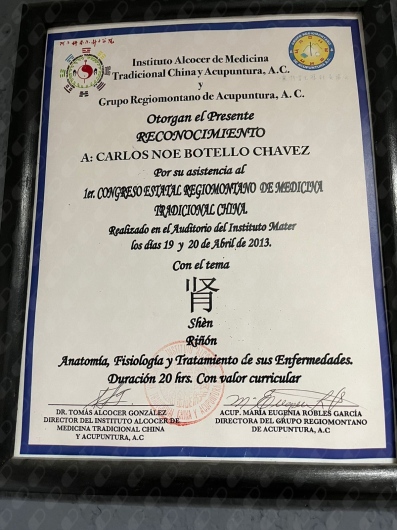 Instituto Alcocer de Medicina
Tradicional China y Acupuntura, A.C.
y
Grupo Regiomontano de Acupuntura, A. C.
Otorgan el Presente
RECONOCIMIENTO
A: CARLOS NOE BOTELLO CHAVEZ
Por su asistencia al
1er. CONGRESO ESTATAL REGIOMONTANO DE MEDICINA
TRADICIONAL CHINA.
Realizado en el Auditorio del Instituto Mater
los días 19 y 20 de Abril de 2013.
Con el tema
肾
Shèn
Riñón
Anatomía, Fisiología y Tratamiento de sus Enfermedades.
Duración 20 hrs. Con valor curricular
DR. TOMÁS ALCOCER GONZÁLEZ
DIRECTOR DEL INSTITUTO ALCOCER DE
MEDICINA TRADICIONAL CHINA
Y ACUPUNTURA, A.C
ACUP. MARÍA EUGENIA ROBLES GARCÍA
DIRECTORA DEL GRUPO REGIOMONTANO
DE ACUPUNTURA, A.C